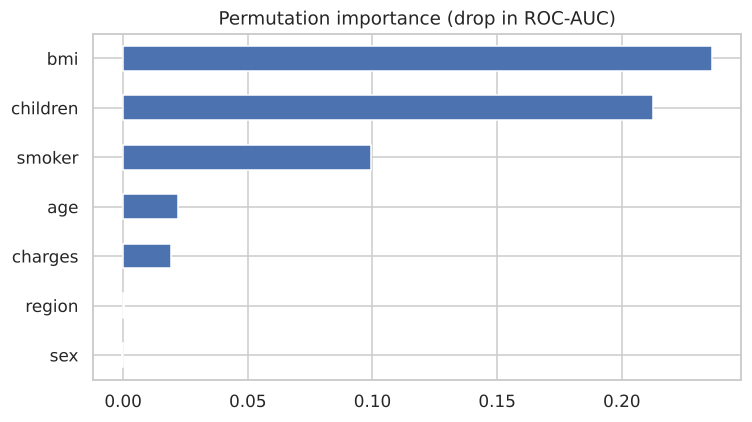 Permutation importance (drop in ROC-AUC)
bmi
children
smoker
age
charges
region
sex
0.00 0.05 0.10 0.15 0.20